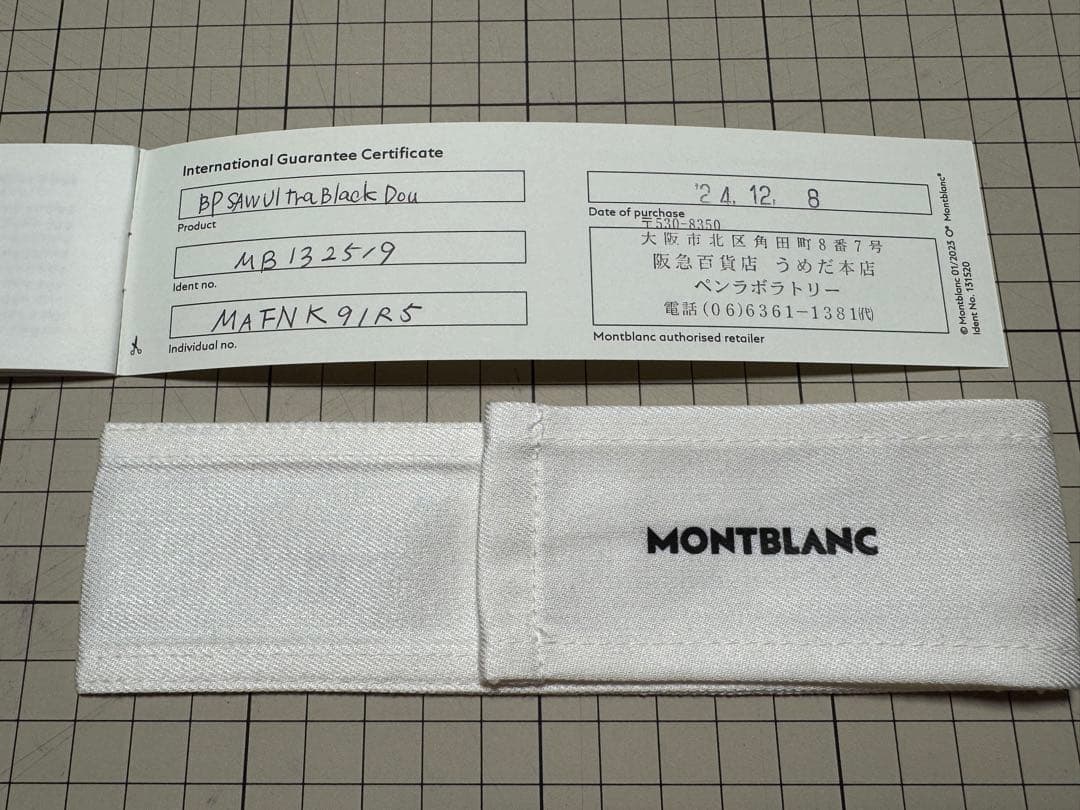 International Guarantee Certificate
BP SAW Ultra Black Dou
Product
MB 132519
Ident no.
MAFNK91R5
Individual no.
'24. 12. 8
Date of purchase
〒530-8350
大阪市北区角田町8番7号
阪急百貨店 うめだ本店
ペンラボラトリー
電話(06)6361-1381㈹
Montblanc authorised retailer
© Montblanc 01/2023 Montblanc®
Ident No. 131520
MONTBLANC